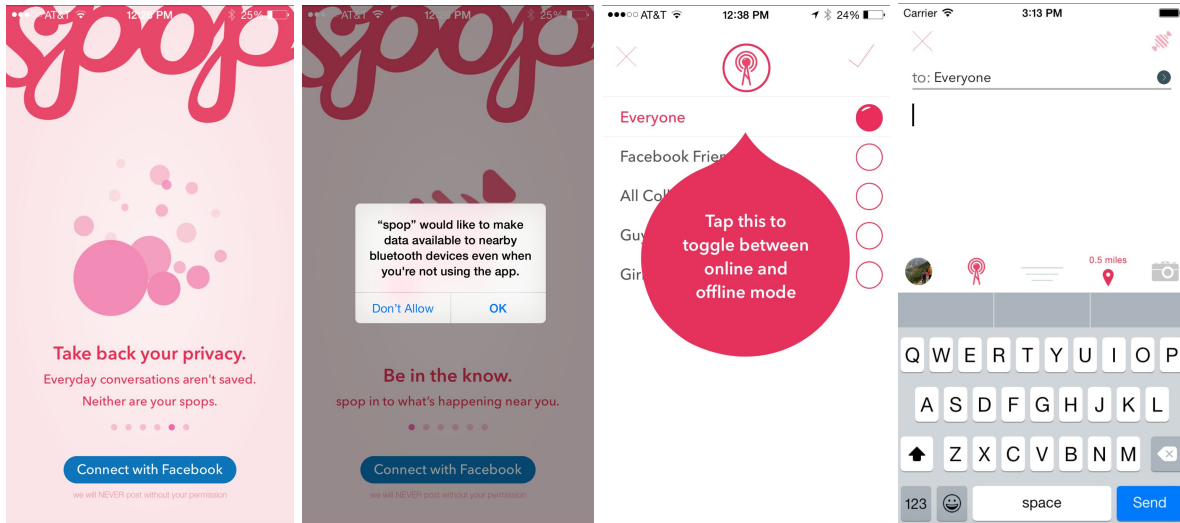 AT&T 12:28 PM 25%
spop
Take back your privacy.
Everyday conversations aren't saved.
Neither are your spops.
Connect with Facebook
we will NEVER post without your permission
AT&T PM 25%
spop
“spop” would like to make
data available to nearby
bluetooth devices even when
you're not using the app.
Don't Allow
OK
Be in the know.
spop in to what's happening near you.
Connect with Facebook
we will NEVER post without your permission
AT&T 12:38 PM 24%
Everyone
Facebook Frie
All Col
Guy
Gir
Tap this to
toggle between
online and
offline mode
Carrier 3:13 PM
to: Everyone
0.5 miles
Q W E R T Y U I O P
A S D F G H J K L
Z X C V B N M
123 space Send